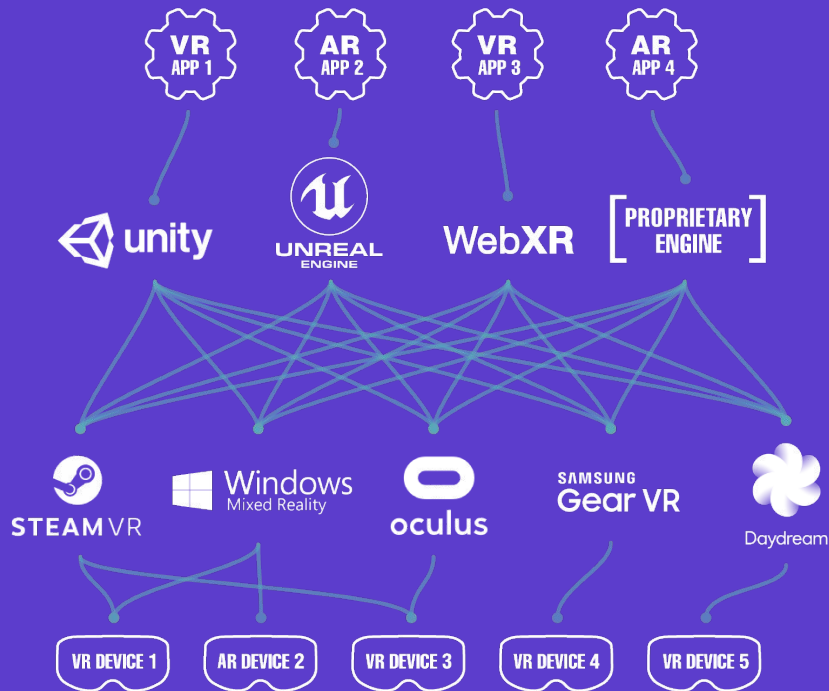 VR
APP 1
AR
APP 2
VR
APP 3
AR
APP 4
unity
UNREAL
ENGINE
WebXR
PROPRIETARY
ENGINE
STEAMVR
Windows
Mixed Reality
oculus
SAMSUNG
Gear VR
Daydream
VR DEVICE 1
AR DEVICE 2
VR DEVICE 3
VR DEVICE 4
VR DEVICE 5